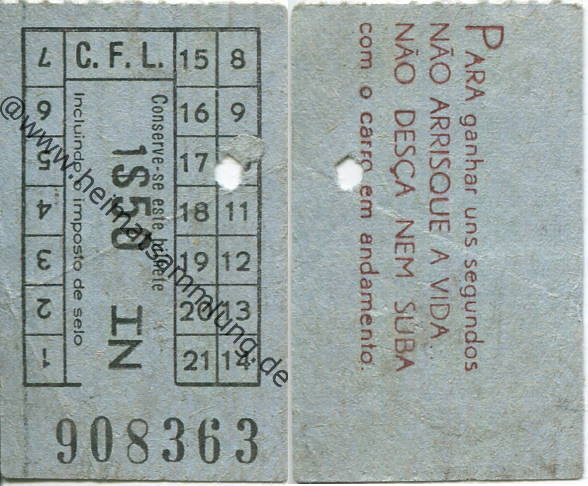 C. F. L.
15 8
16 9
17
18 11
19 12
20 13
21 14
7
6
5
4
3
2
1
Conserve-se este bilhete
1$50 IN
Incluindo o imposto de selo
908363
PARA ganhar uns segundos
NÃO ARRISQUE A VIDA
NÃO DESÇA NEM SUBA
com o carro em andamento.
@www.heimatsammlung.de